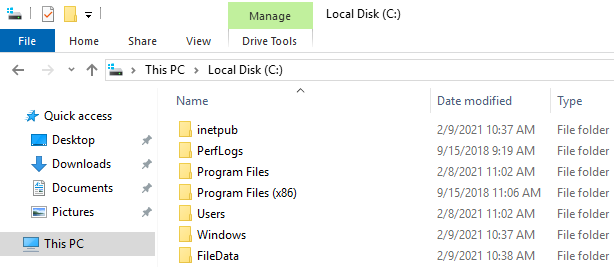 Manage Local Disk (C:)
File Home Share View Drive Tools
This PC Local Disk (C:)
Name Date modified Type
Quick access
Desktop
Downloads
Documents
Pictures
This PC
inetpub 2/9/2021 10:37 AM File folder
PerfLogs 9/15/2018 9:19 AM File folder
Program Files 2/8/2021 11:02 AM File folder
Program Files (x86) 9/15/2018 11:06 AM File folder
Users 2/8/2021 11:02 AM File folder
Windows 2/9/2021 10:37 AM File folder
FileData 2/9/2021 10:38 AM File folder